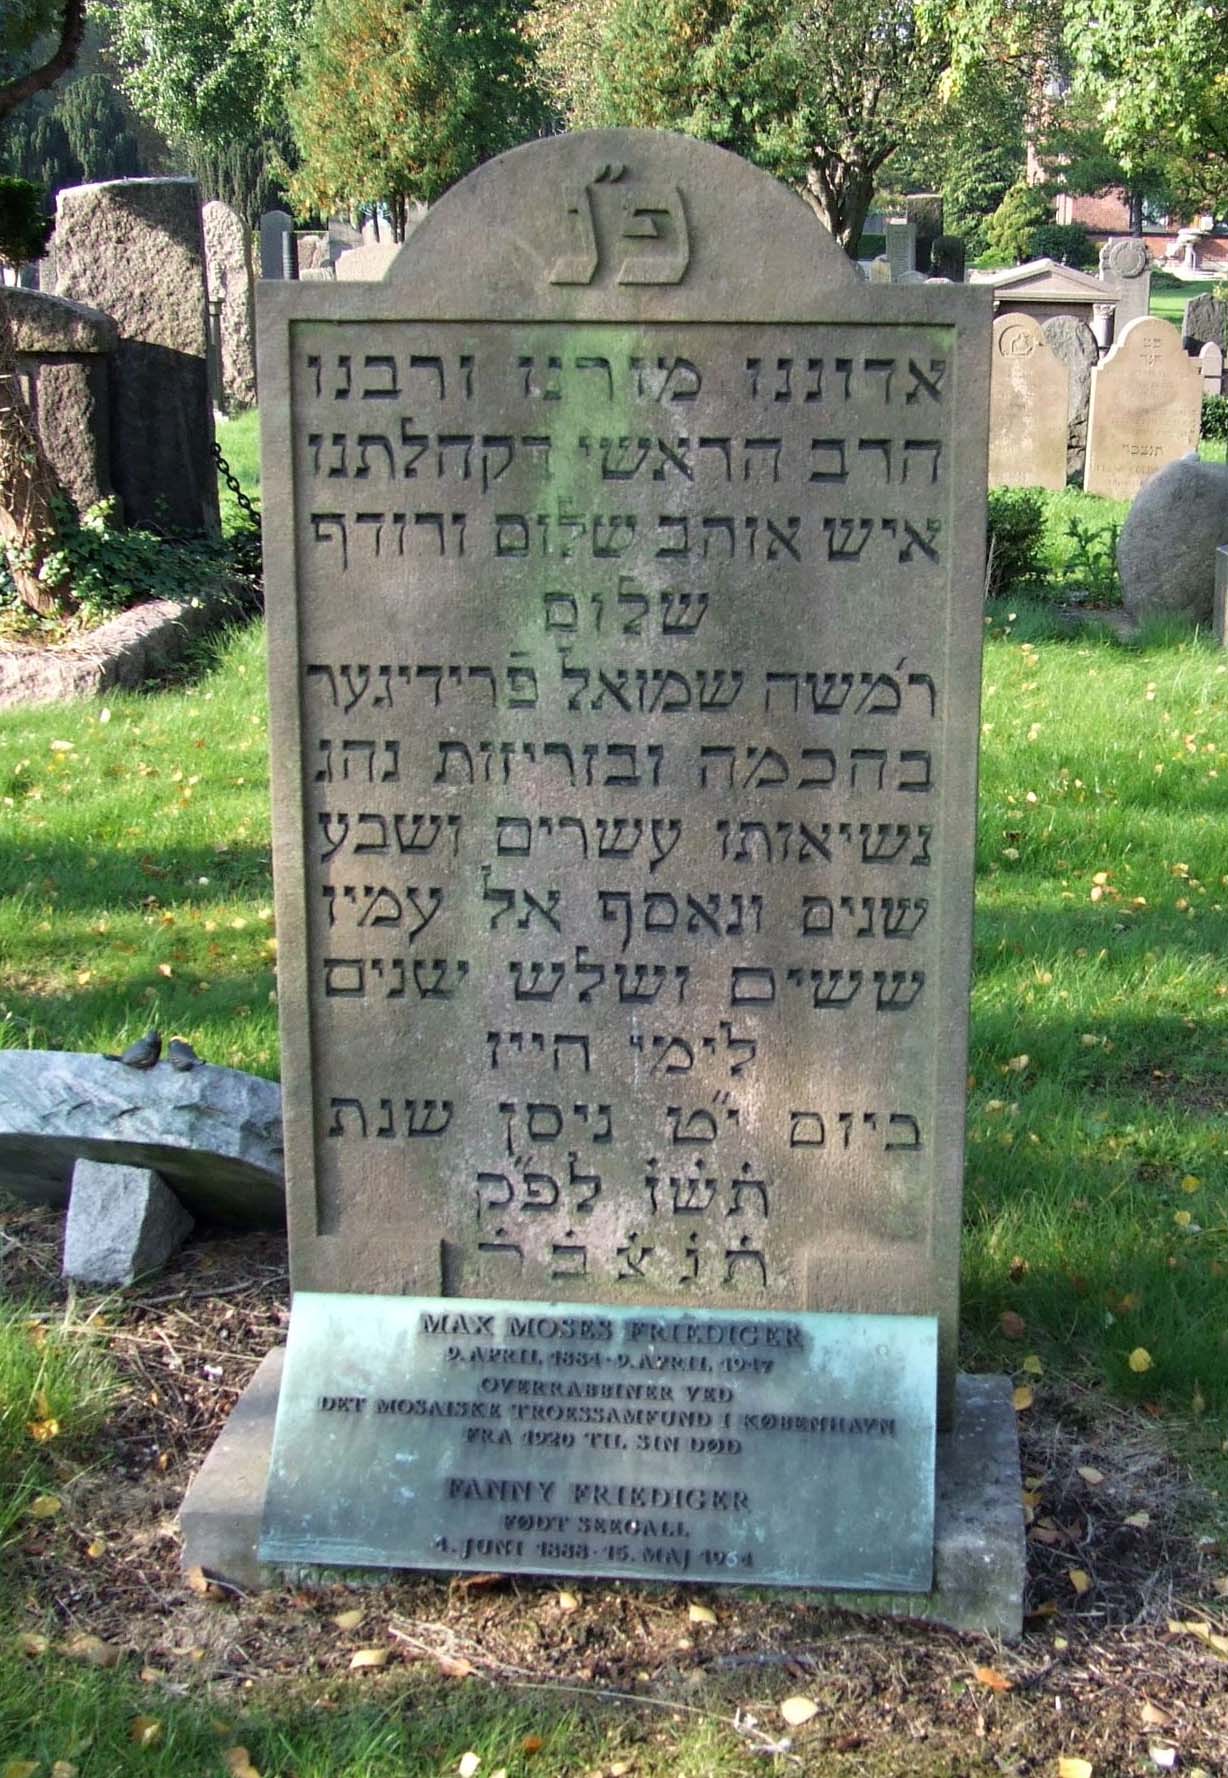 פ״נ
אדוננו מורנו ורבנו
הרב הראשי דקהלתנו
איש אוהב שלום ורודף
שלום
ר׳משה שמואל פרידיגער
בחכמה ובזריזות נהג
נשיאותו עשרים ושבע
שנים ונאסף אל עמיו
ששים ושלש שנים
לימי חייו
ביום י״ט ניסן שנת
תש̇ז̇ לפ״ק
ת̇נ̇צ̇ב̇ה̇
MAX MOSES FRIEDIGER
9. APRIL 1884 - 9. APRIL 1947
OVERRABBINER VED
DET MOSAISKE TROESSAMFUND I KØBENHAVN
FRA 1920 TIL SIN DØD
FANNY FRIEDIGER
FØDT SEEGALL
4. JUNI 1888 - 15. MAJ 1954